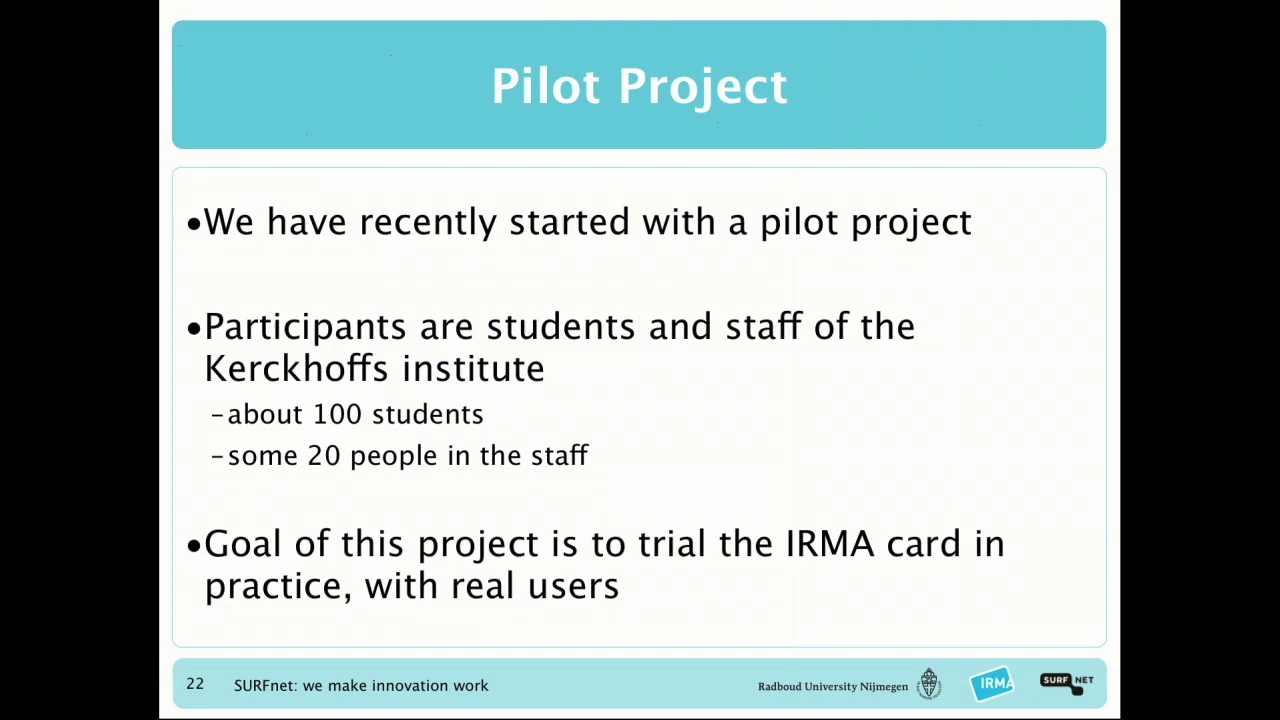 Pilot Project
•We have recently started with a pilot project
•Participants are students and staff of the
Kerckhoffs institute
–about 100 students
–some 20 people in the staff
•Goal of this project is to trial the IRMA card in
practice, with real users
22 SURFnet: we make innovation work Radboud University Nijmegen IRMA SURF NET